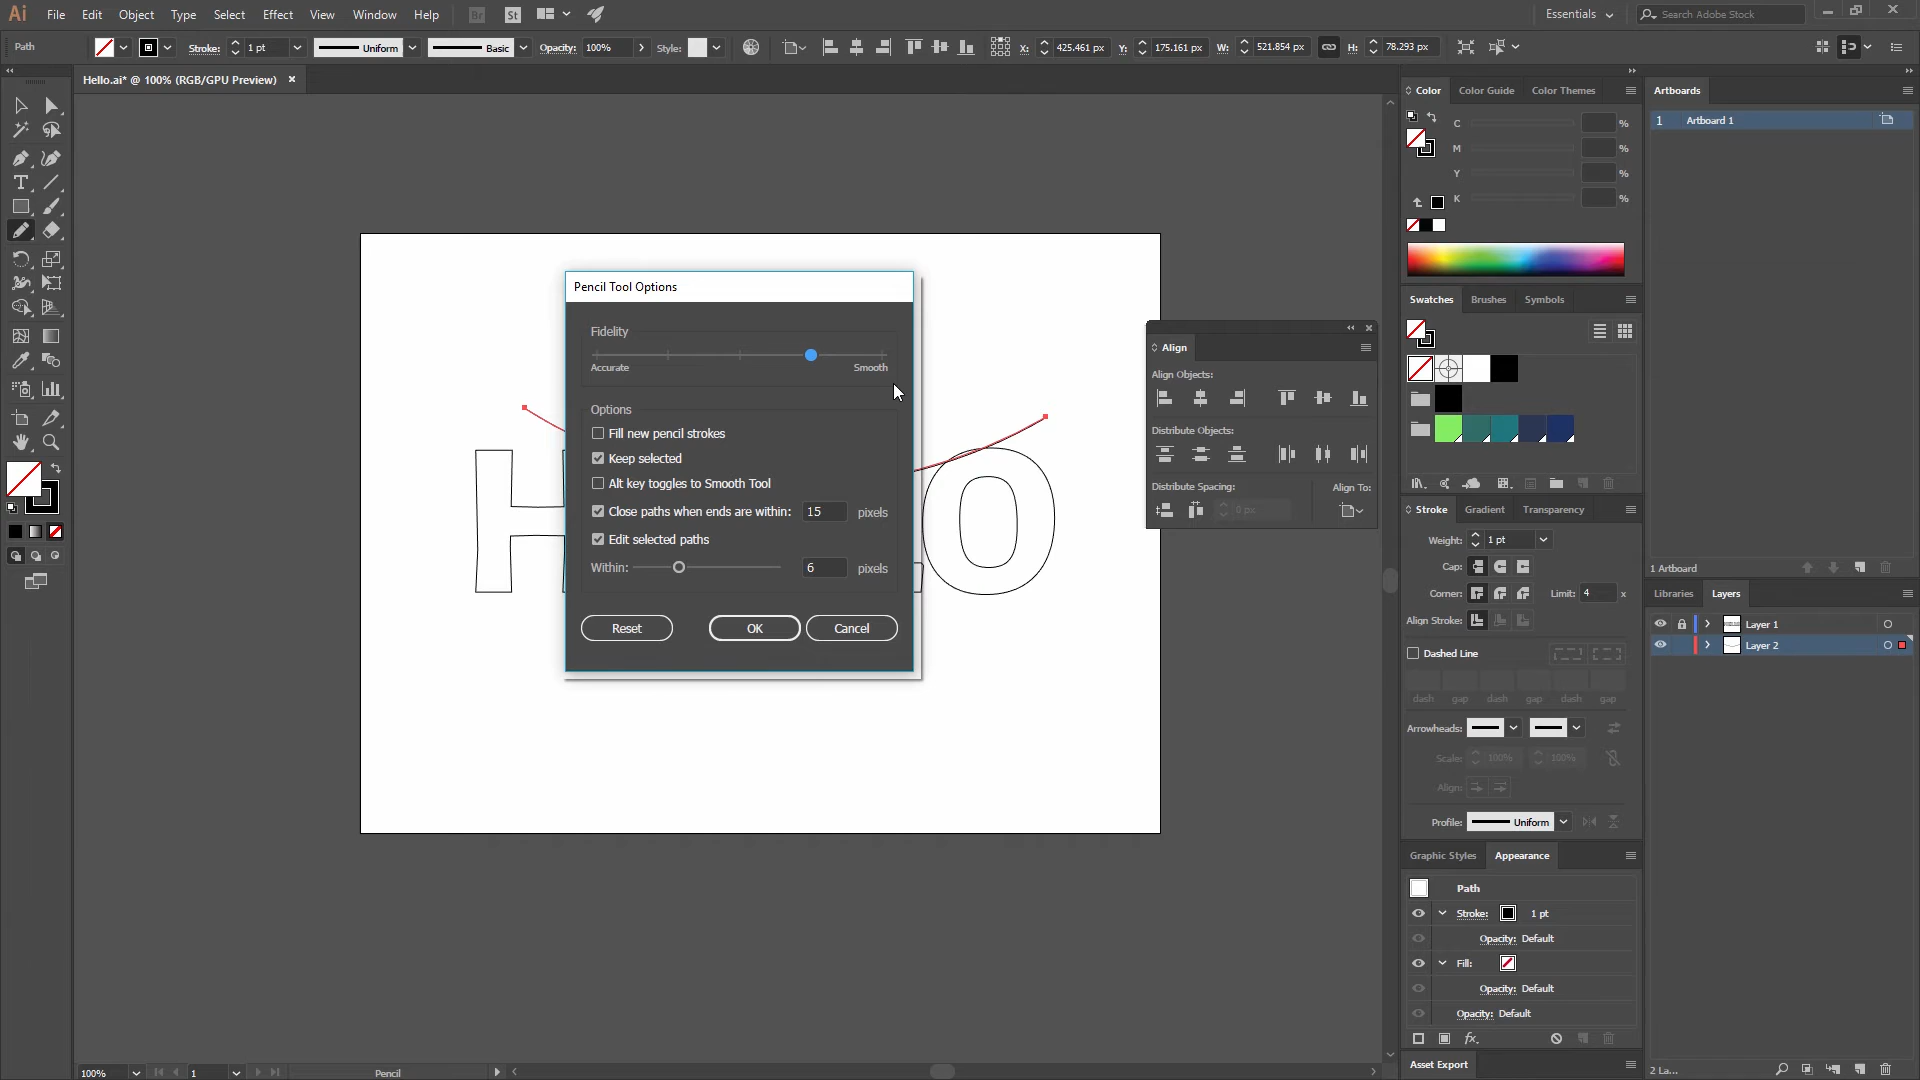 Ai File Edit Object Type Select Effect View Window Help Br St Essentials Search Adobe Stock
Path Stroke: 1 pt Uniform Basic Opacity: 100% Style: X: 425.461 px Y: 175.161 px W: 521.854 px H: 78.293 px
Hello.ai* @ 100% (RGB/GPU Preview)
Color Color Guide Color Themes
C %
M %
Y %
K %
Artboards
1 Artboard 1
Pencil Tool Options
Fidelity
Accurate Smooth
Options
Fill new pencil strokes
Keep selected
Alt key toggles to Smooth Tool
Close paths when ends are within: 15 pixels
Edit selected paths
Within: 6 pixels
Reset OK Cancel
H O
Align
Align Objects:
Distribute Objects:
Distribute Spacing: Align To:
0 px
Swatches Brushes Symbols
Stroke Gradient Transparency
Weight: 1 pt
Cap:
Corner: Limit: 4 x
Align Stroke:
Dashed Line
dash gap dash gap dash gap
Arrowheads:
Scale: 100% 100%
Align:
Profile: Uniform
1 Artboard
Libraries Layers
Layer 1
Layer 2
Graphic Styles Appearance
Path
Stroke: 1 pt
Opacity: Default
Fill:
Opacity: Default
Opacity: Default
fx
Asset Export
100% 1 Pencil
2 La...